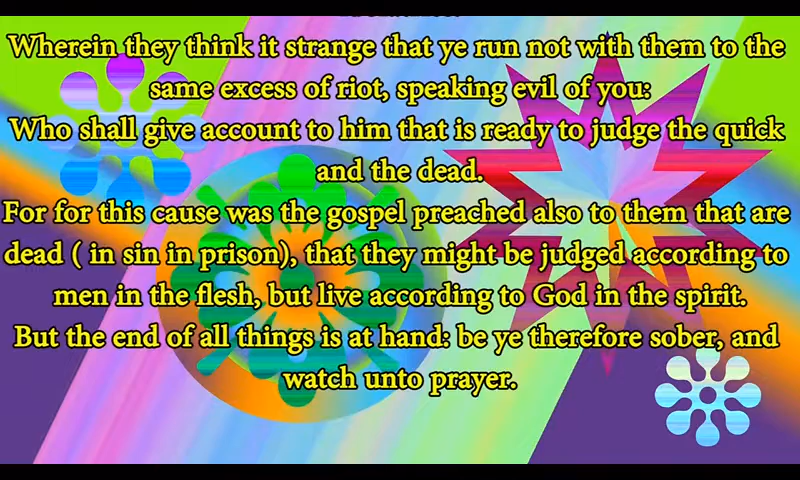 Wherein they think it strange that ye run not with them to the
same excess of riot, speaking evil of you:
Who shall give account to him that is ready to judge the quick
and the dead.
For for this cause was the gospel preached also to them that are
dead ( in sin in prison), that they might be judged according to
men in the flesh, but live according to God in the spirit.
But the end of all things is at hand: be ye therefore sober, and
watch unto prayer.